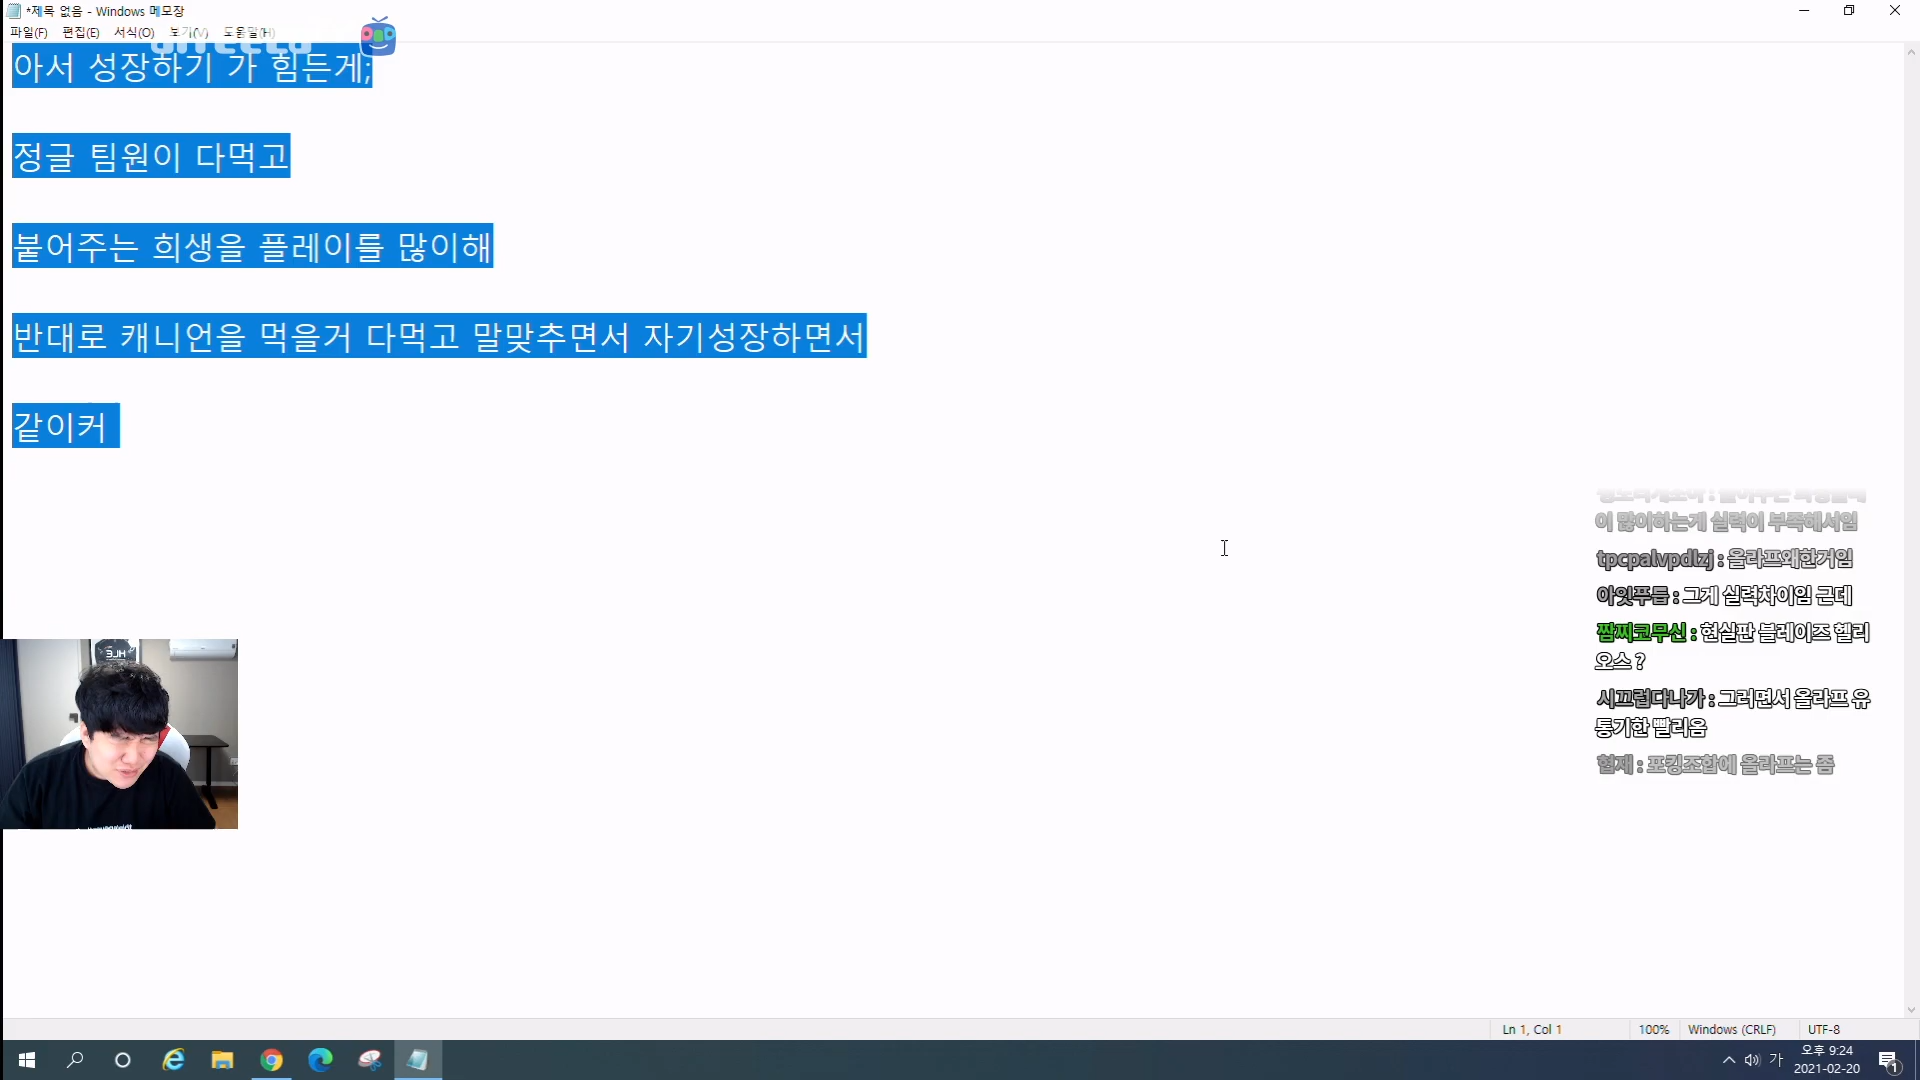 *제목 없음 - Windows 메모장
파일(F) 편집(E) 서식(O) 보기(V) 도움말(H)
아서 성장하기 가 힘든게;
정글 팀원이 다먹고
붙어주는 희생을 플레이를 많이해
반대로 캐니언을 먹을거 다먹고 말맞추면서 자기성장하면서
같이커
이 많이하는게 실력이 부족해서임
tpcpalvpdlzj : 올라프왜한거임
아잇푸듭 : 그게 실력차이임 근데
짬찌코무신 : 현실판 블레이즈 헬리
오스 ?
시끄럽다나가 : 그러면서 올라프 유
통기한 빨리옴
: 포킹조합에 올라프는 좀
HLE
Ln 1, Col 1 100% Windows (CRLF) UTF-8
가 오후 9:24
2021-02-20
1